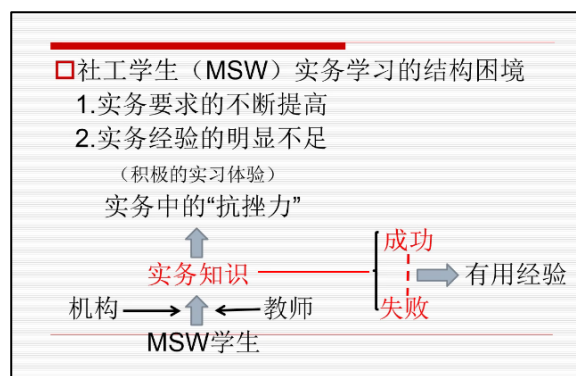 社工学生（MSW）实务学习的结构困境
1.实务要求的不断提高
2.实务经验的明显不足
（积极的实习体验）
实务中的“抗挫力”
成功
实务知识
有用经验
机构
教师
失败
MSW学生